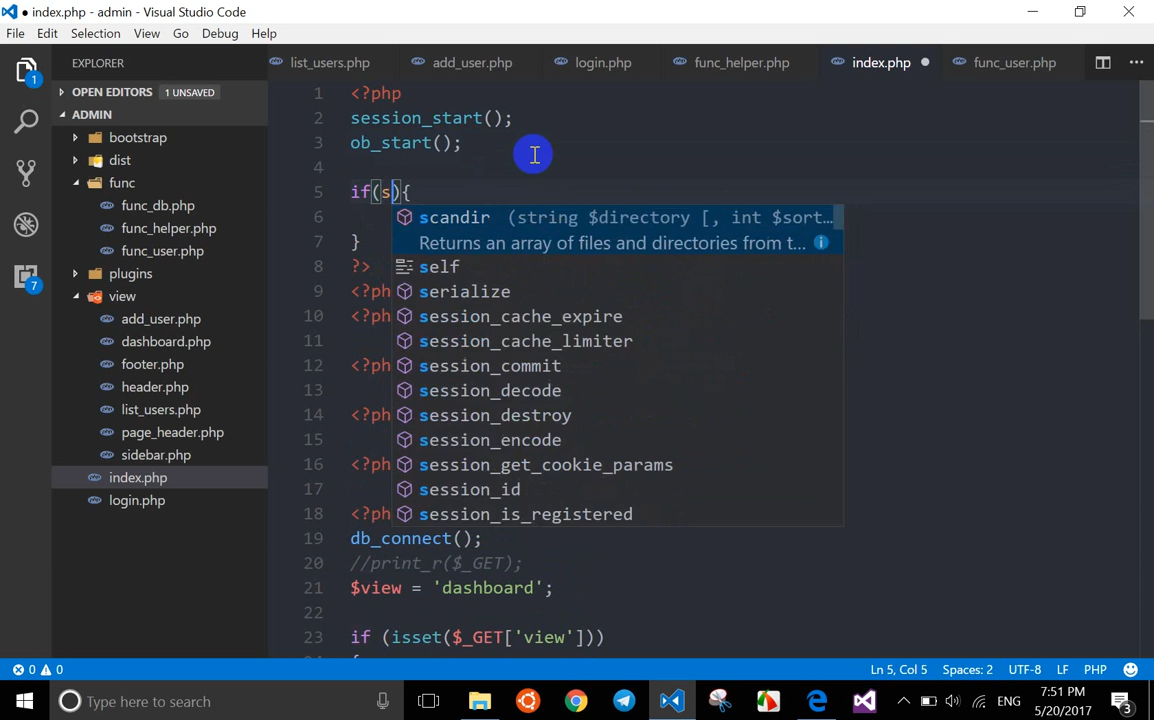 index.php - admin - Visual Studio Code
File Edit Selection View Go Debug Help
EXPLORER
list_users.php
add_user.php
login.php
func_helper.php
index.php
func_user.php
1
OPEN EDITORS 1 UNSAVED
ADMIN
bootstrap
dist
func
func_db.php
func_helper.php
func_user.php
plugins
view
add_user.php
dashboard.php
footer.php
header.php
list_users.php
page_header.php
sidebar.php
index.php
login.php
7
1 <?php
2 session_start();
3 ob_start();
4
5 if(s){
6
7 }
8 ?>
9 <?ph
10 <?ph
11
12 <?ph
13
14 <?ph
15
16 <?ph
17
18 <?ph
19 db_connect();
20 //print_r($_GET);
21 $view = 'dashboard';
22
23 if (isset($_GET['view']))
scandir (string $directory [, int $sort…
Returns an array of files and directories from t…
self
serialize
session_cache_expire
session_cache_limiter
session_commit
session_decode
session_destroy
session_encode
session_get_cookie_params
session_id
session_is_registered
0 0
Ln 5, Col 5 Spaces: 2 UTF-8 LF PHP
Type here to search
ENG
7:51 PM
5/20/2017
3